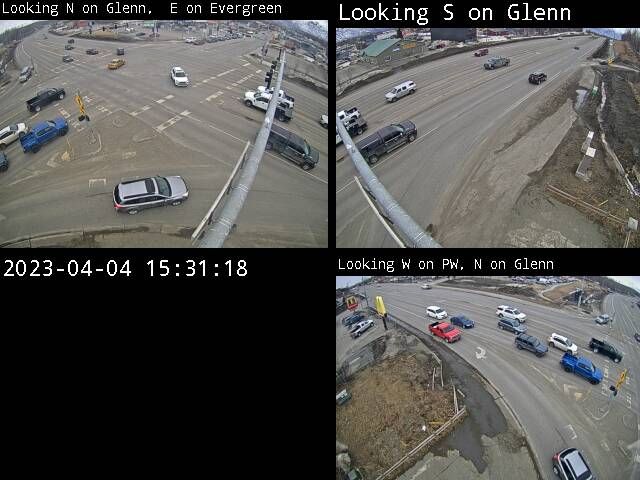 Looking N on Glenn, E on Evergreen
Looking S on Glenn
2023-04-04 15:31:18
Looking W on PW, N on Glenn